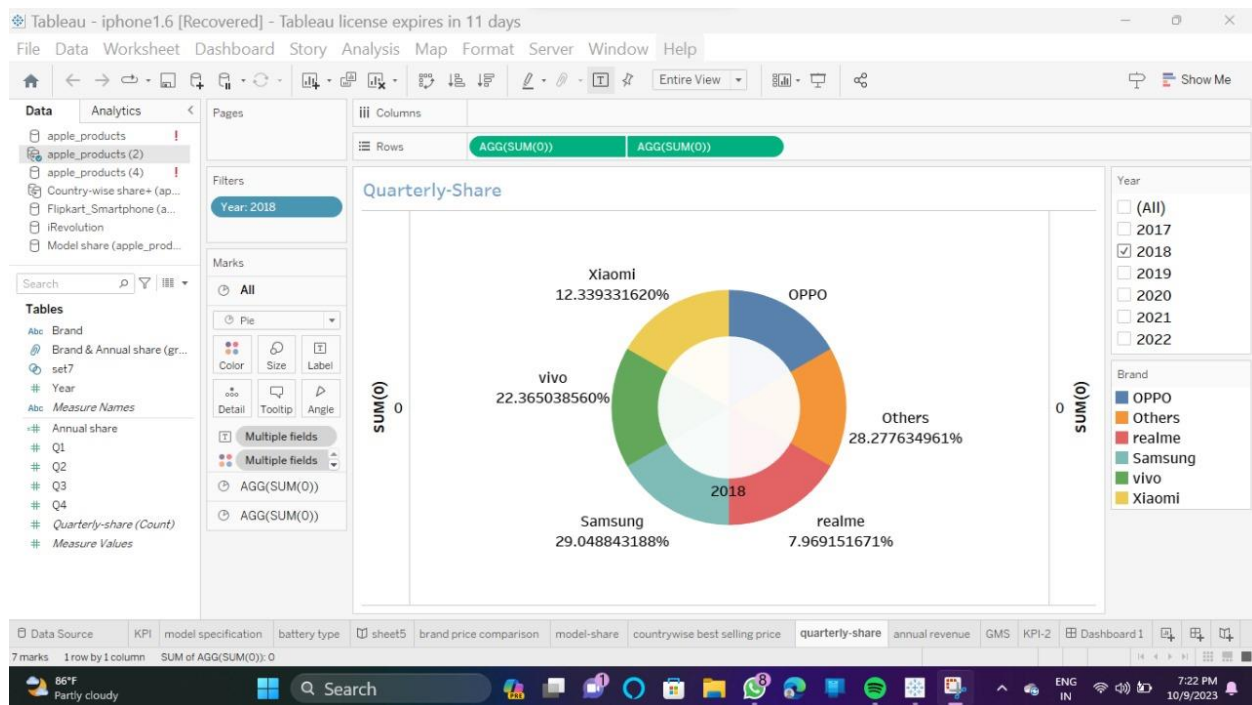 Tableau - iphone1.6 [Recovered] - Tableau license expires in 11 days
File Data Worksheet Dashboard Story Analysis Map Format Server Window Help
Entire View
Show Me
Data Analytics
apple_products
apple_products (2)
apple_products (4)
Country-wise share+ (ap...
Flipkart_Smartphone (a...
iRevolution
Model share (apple_prod...
Search
Tables
Abc Brand
Brand & Annual share (gr...
set7
# Year
Abc Measure Names
Annual share
# Q1
# Q2
# Q3
# Q4
# Quarterly-share (Count)
# Measure Values
Pages
Filters
Year: 2018
Marks
All
Pie
Color Size Label
Detail Tooltip Angle
Multiple fields
Multiple fields
AGG(SUM(0))
AGG(SUM(0))
iii Columns
Rows AGG(SUM(0)) AGG(SUM(0))
Quarterly-Share
SUM(0)
0
Xiaomi
12.339331620%
OPPO
vivo
22.365038560%
Others
28.277634961%
2018
Samsung
29.048843188%
realme
7.969151671%
0
SUM(0)
Year
(All)
2017
2018
2019
2020
2021
2022
Brand
OPPO
Others
realme
Samsung
vivo
Xiaomi
Data Source KPI model specification battery type sheet5 brand price comparison model-share countrywise best selling price quarterly-share annual revenue GMS KPI-2 Dashboard 1
7 marks 1 row by 1 column SUM of AGG(SUM(0)): 0
86°F
Partly cloudy
Search
ENG
IN
7:22 PM
10/9/2023